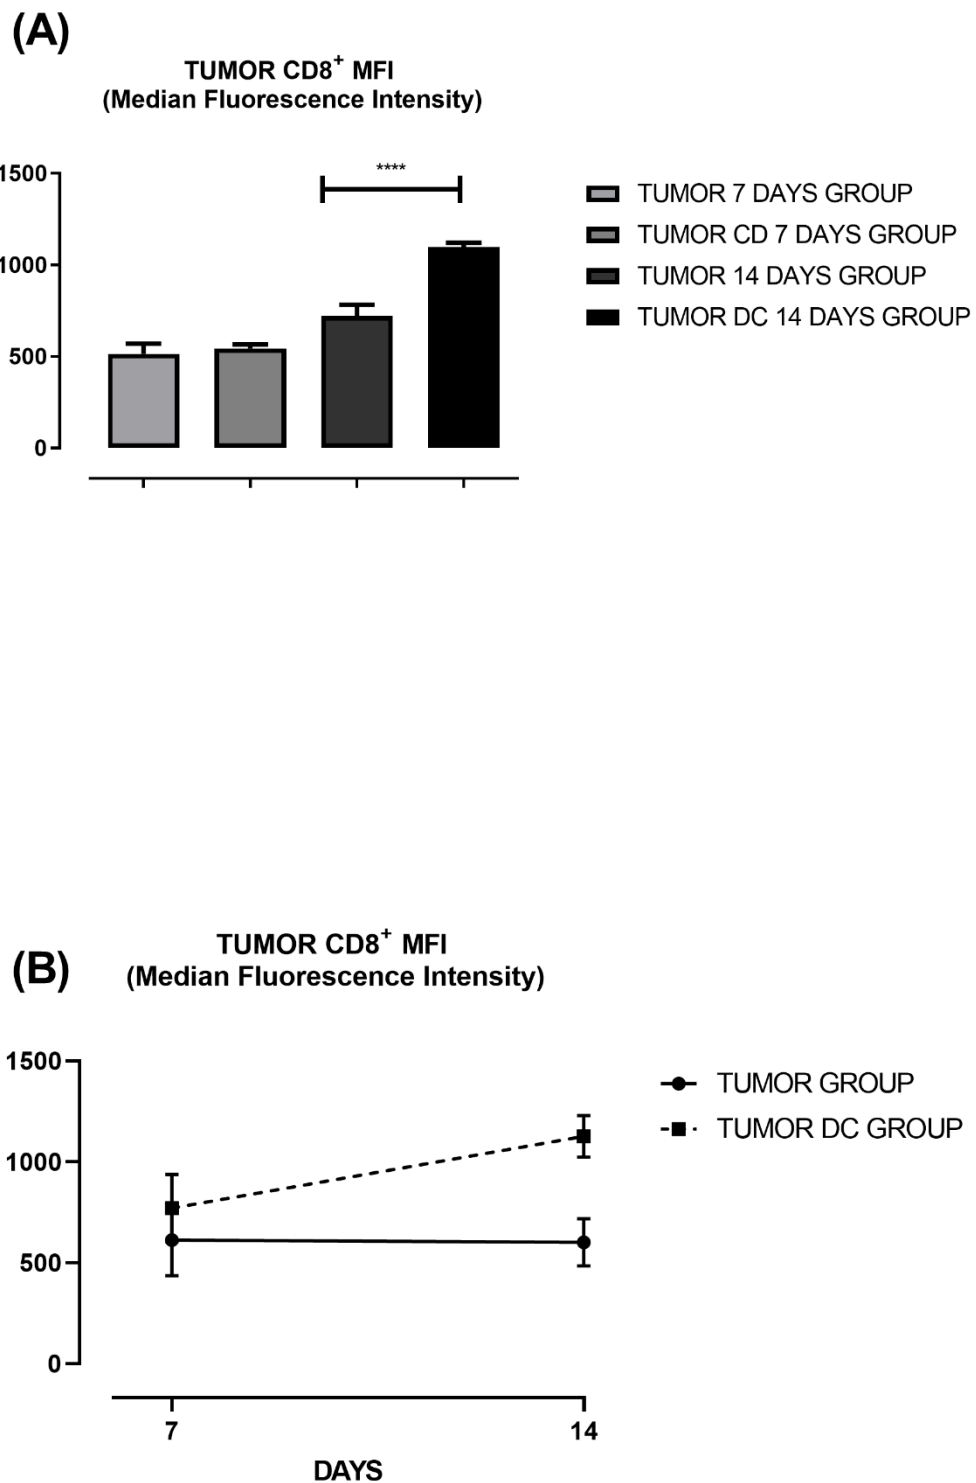 (A)
TUMOR CD8+ MFI
(Median Fluorescence Intensity)
1500
1000
500
0
****
TUMOR 7 DAYS GROUP
TUMOR CD 7 DAYS GROUP
TUMOR 14 DAYS GROUP
TUMOR DC 14 DAYS GROUP
(B)
TUMOR CD8+ MFI
(Median Fluorescence Intensity)
1500
1000
500
0
TUMOR GROUP
TUMOR DC GROUP
7 14
DAYS